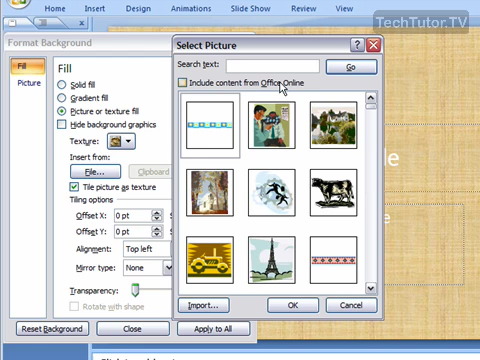 TechTutor.TV
Home Insert Design Animations Slide Show Review View
Format Background
Fill
Picture
Fill
Solid fill
Gradient fill
Picture or texture fill
Hide background graphics
Texture:
Insert from:
File... Clipboard
Tile picture as texture
Tiling options
Offset X: 0 pt S
Offset Y: 0 pt S
Alignment: Top left
Mirror type: None
Transparency:
Rotate with shape
Reset Background Close Apply to All
Select Picture
Search text: Go
Include content from Office Online
Import... OK Cancel